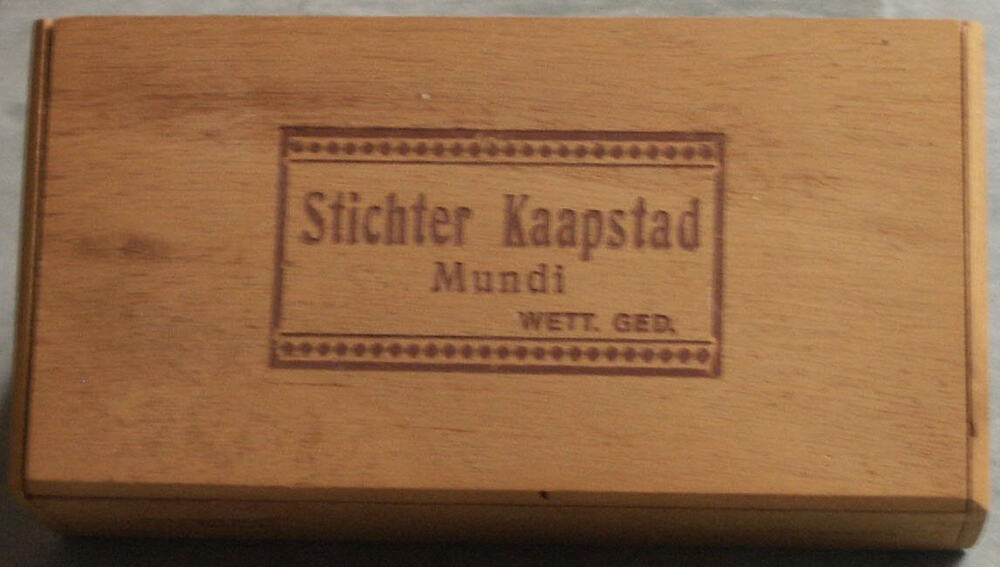 Stichter Kaapstad
Mundi
WETT. GED.